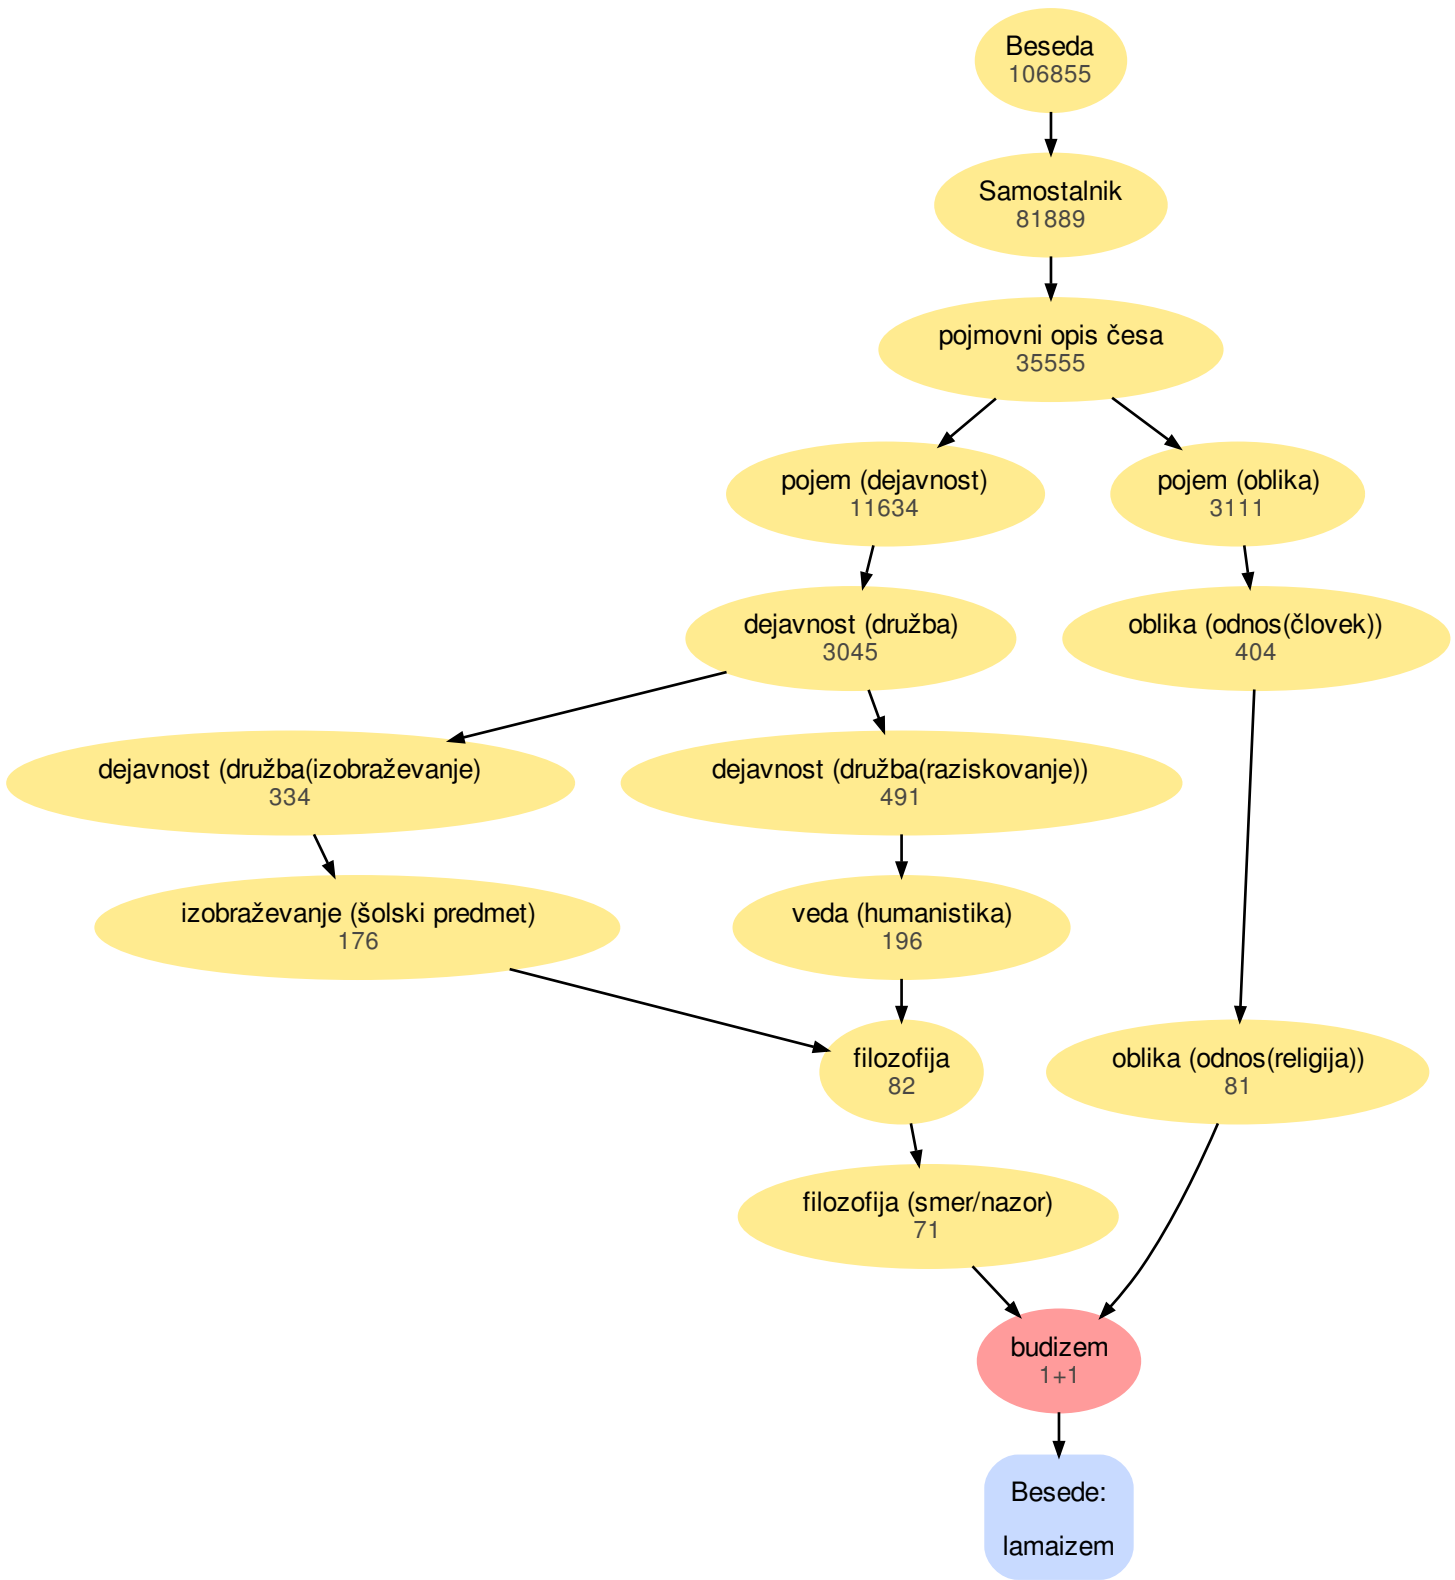 Beseda
106855
Samostalnik
81889
pojmovni opis česa
35555
pojem (dejavnost)
11634
pojem (oblika)
3111
dejavnost (družba)
3045
oblika (odnos(človek))
404
dejavnost (družba(izobraževanje)
334
dejavnost (družba(raziskovanje))
491
izobraževanje (šolski predmet)
176
veda (humanistika)
196
filozofija
82
oblika (odnos(religija))
81
filozofija (smer/nazor)
71
budizem
1+1
Besede:
lamaizem